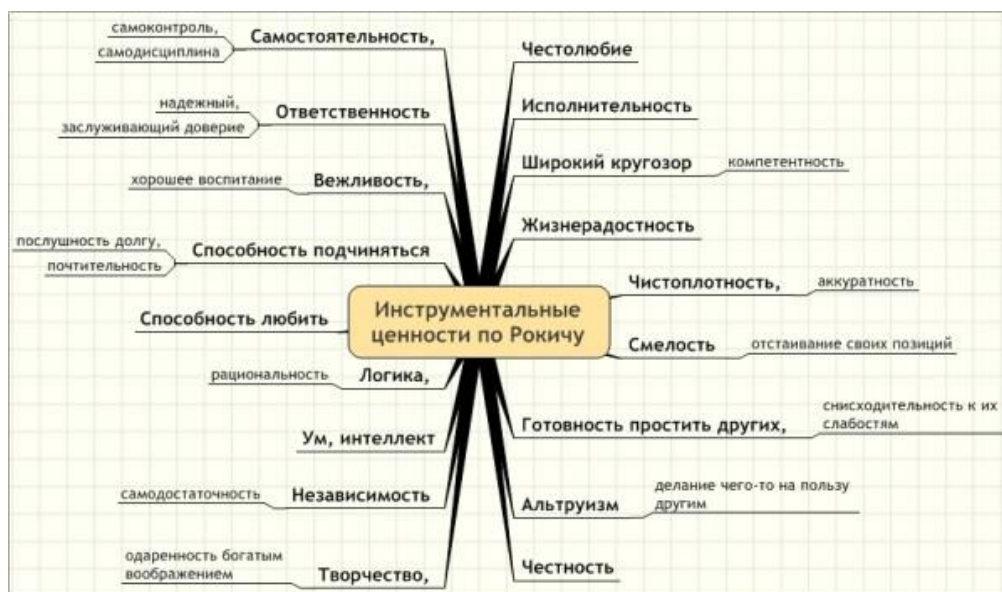 Инструментальные
ценности по Рокичу
Честолюбие
Исполнительность
Широкий кругозор
компетентность
Жизнерадостность
Чистоплотность,
аккуратность
Смелость
отстаивание своих позиций
Готовность простить других,
снисходительность к их
слабостям
Альтруизм
делание чего-то на пользу
другим
Честность
Самостоятельность,
самоконтроль,
самодисциплина
Ответственность
надежный,
заслуживающий доверие
Вежливость,
хорошее воспитание
Способность подчиняться
послушность долгу,
почтительность
Способность любить
Логика,
рациональность
Ум, интеллект
Независимость
самодостаточность
Творчество,
одаренность богатым
воображением